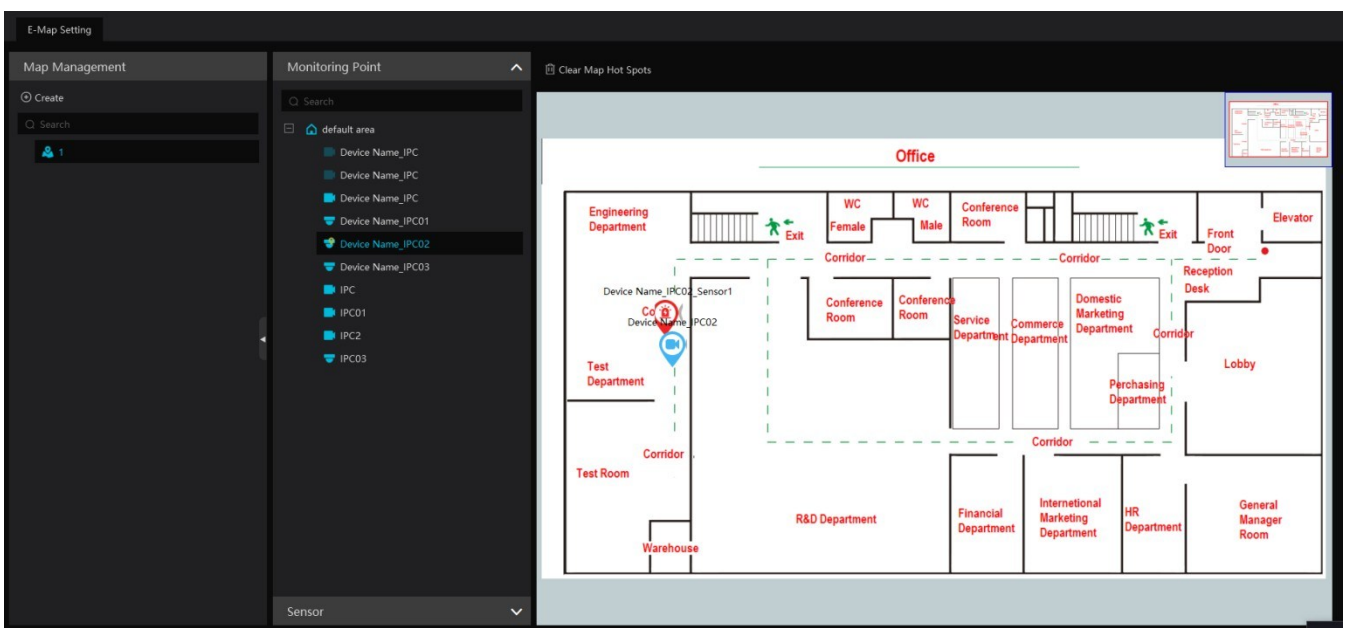 E-Map Setting
Map Management
Create
Search
1
Monitoring Point
Search
default area
Device Name_IPC
Device Name_IPC
Device Name_IPC
Device Name_IPC01
Device Name_IPC02
Device Name_IPC03
IPC
IPC01
IPC2
IPC03
Sensor
Clear Map Hot Spots
Office
Engineering
Department
Exit
WC
Female
WC
Male
Conference
Room
Exit
Front
Door
Elevator
Corridor
Corridor
Reception
Desk
Device Name_IPC02_Sensor1
Co
Device Name_IPC02
Conference
Room
Conference
Room
Service
Department
Commerce
Department
Domestic
Marketing
Department
Corridor
Lobby
Test
Department
Perchasing
Department
Corridor
Corridor
Test Room
R&D Department
Financial
Department
Internetional
Marketing
Department
HR
Department
General
Manager
Room
Warehouse